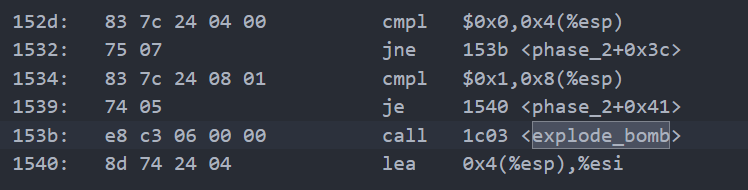 152d: 83 7c 24 04 00 cmpl $0x0,0x4(%esp)
1532: 75 07 jne 153b <phase_2+0x3c>
1534: 83 7c 24 08 01 cmpl $0x1,0x8(%esp)
1539: 74 05 je 1540 <phase_2+0x41>
153b: e8 c3 06 00 00 call 1c03 <explode_bomb>
1540: 8d 74 24 04 lea 0x4(%esp),%esi